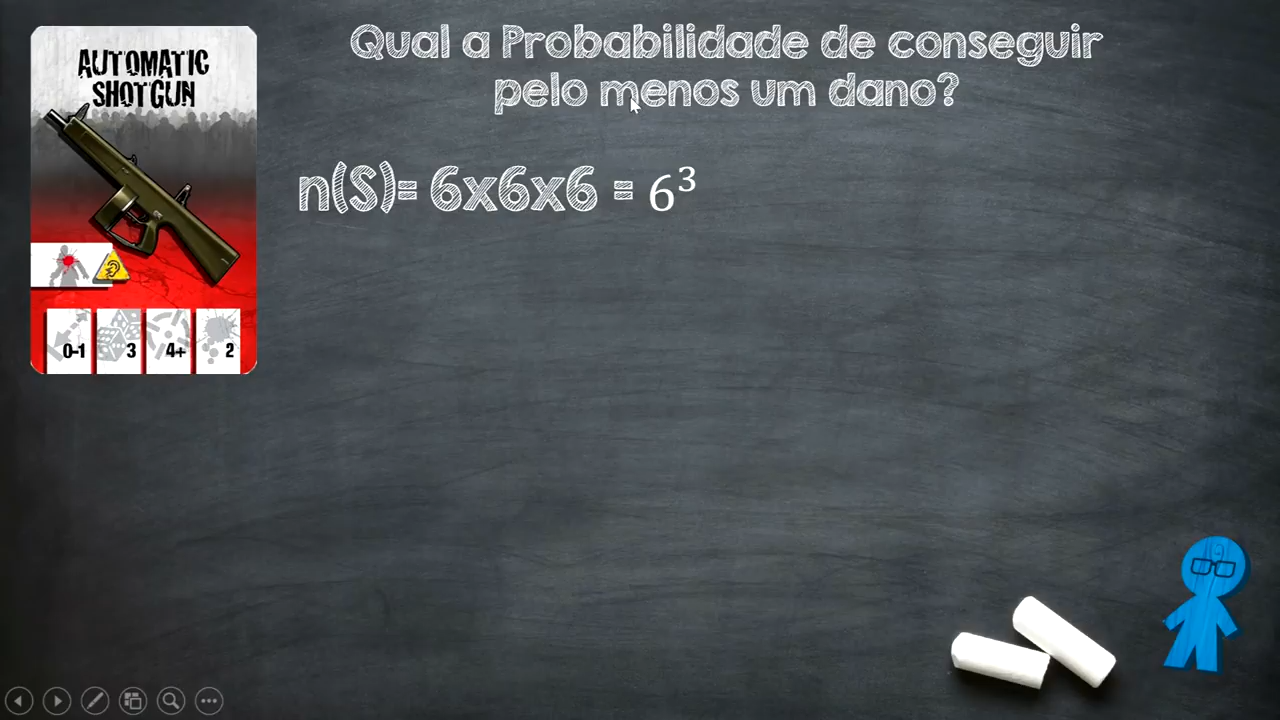 AUTOMATIC
SHOTGUN
0-1
3
4+
2
Qual a Probabilidade de conseguir
pelo menos um dano?
n(S)= 6x6x6 = 6³